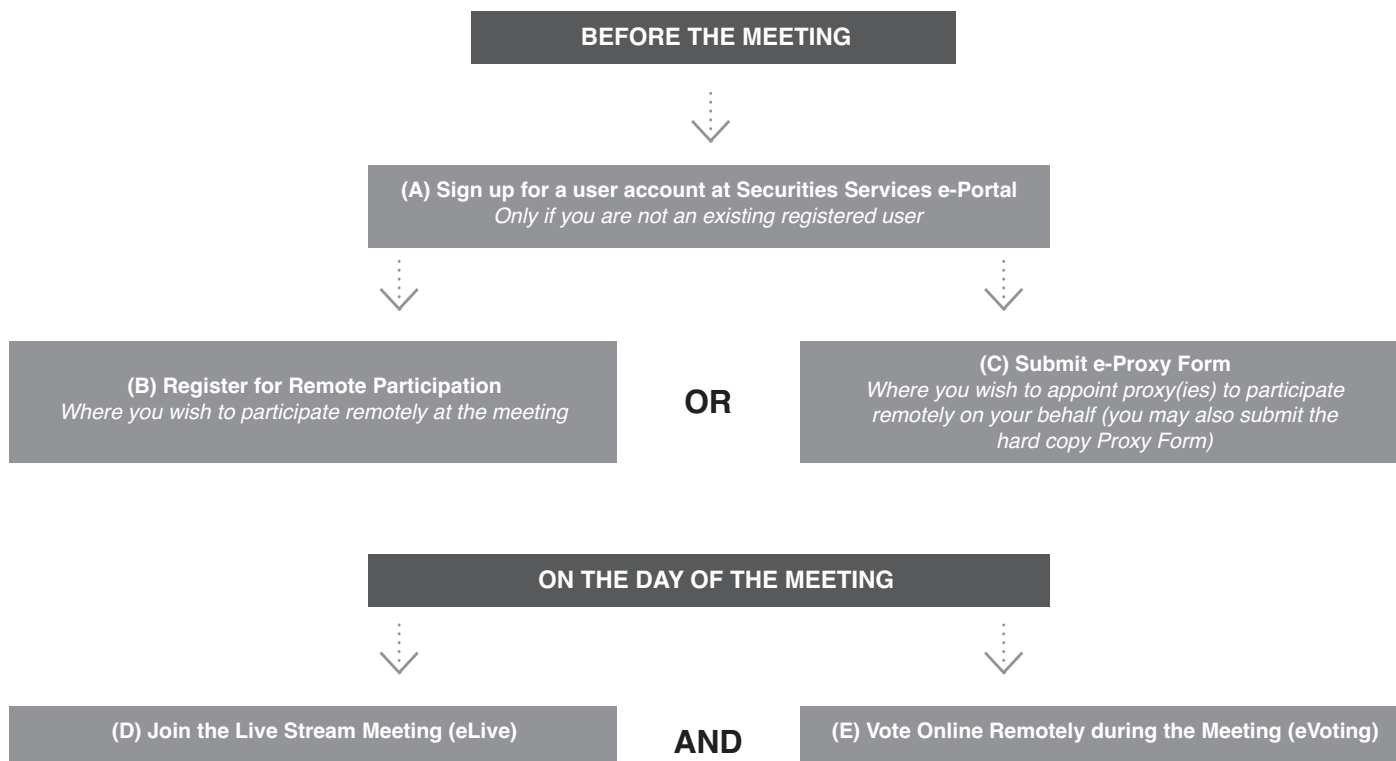 BEFORE THE MEETING
(A) Sign up for a user account at Securities Services e-Portal
Only if you are not an existing registered user
(B) Register for Remote Participation
Where you wish to participate remotely at the meeting
OR
(C) Submit e-Proxy Form
Where you wish to appoint proxy(ies) to participate
remotely on your behalf (you may also submit the
hard copy Proxy Form)
ON THE DAY OF THE MEETING
(D) Join the Live Stream Meeting (eLive)
AND
(E) Vote Online Remotely during the Meeting (eVoting)